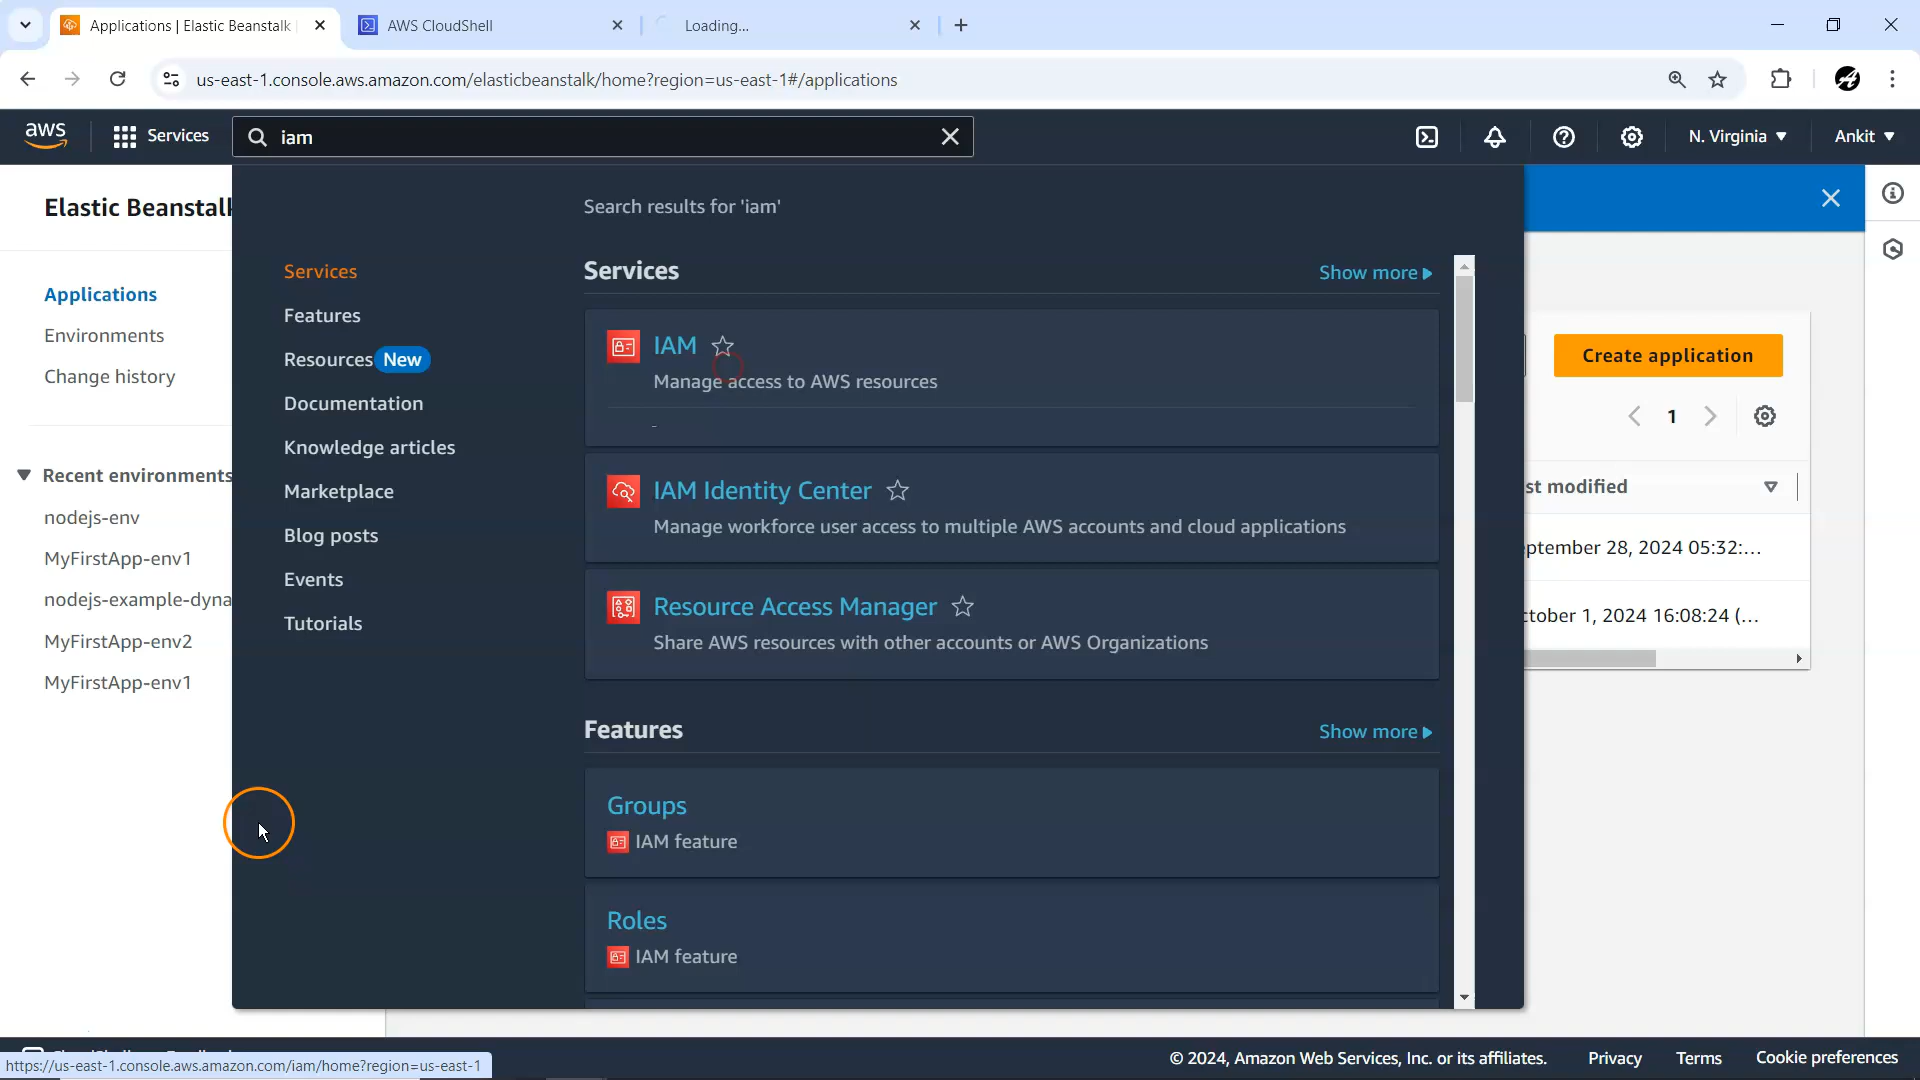 Applications | Elastic Beanstalk
AWS CloudShell
Loading...
us-east-1.console.aws.amazon.com/elasticbeanstalk/home?region=us-east-1#/applications
aws
Services
iam
N. Virginia
Ankit
Elastic Beanstalk
Applications
Environments
Change history
Recent environments
nodejs-env
MyFirstApp-env1
nodejs-example-dyna
MyFirstApp-env2
MyFirstApp-env1
Search results for 'iam'
Services
Features
Resources New
Documentation
Knowledge articles
Marketplace
Blog posts
Events
Tutorials
Services
Show more
IAM
Manage access to AWS resources
IAM Identity Center
Manage workforce user access to multiple AWS accounts and cloud applications
Resource Access Manager
Share AWS resources with other accounts or AWS Organizations
Features
Show more
Groups
IAM feature
Roles
IAM feature
Create application
1
st modified
ptember 28, 2024 05:32:...
ctober 1, 2024 16:08:24 (...
https://us-east-1.console.aws.amazon.com/iam/home?region=us-east-1
© 2024, Amazon Web Services, Inc. or its affiliates.
Privacy
Terms
Cookie preferences